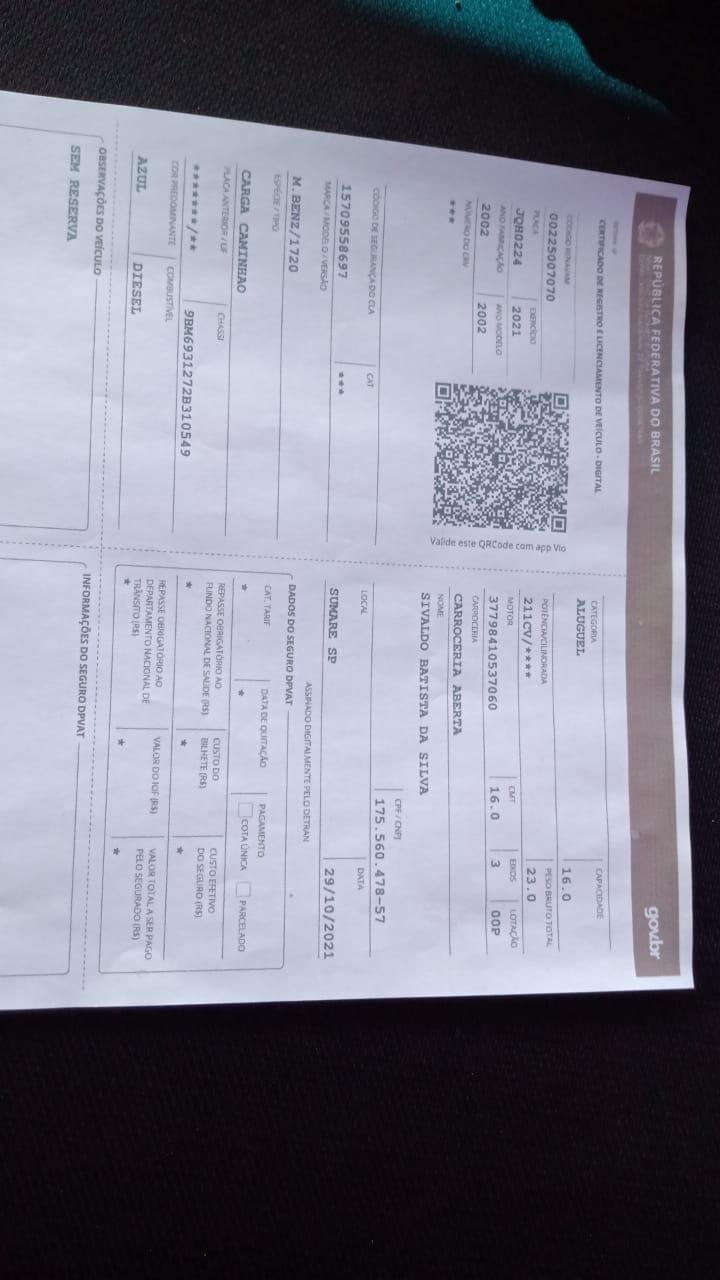 REPÚBLICA FEDERATIVA DO BRASIL
gov.br
CERTIFICADO DE REGISTRO E LICENCIAMENTO DE VEÍCULO - DIGITAL
CÓDIGO RENAVAM
00225007070
PLACA EXERCÍCIO
JQB0224 2021
ANO FABRICAÇÃO ANO MODELO
2002 2002
NÚMERO DO CRV
***
Valide este QRCode com app Vio
CÓDIGO DE SEGURANÇA DO CLA CAT
15709558697 ***
MARCA / MODELO / VERSÃO
M.BENZ/1720
ESPÉCIE / TIPO
CARGA CAMINHAO
PLACA ANTERIOR / UF CHASSI
*******/** 9BM6931272B310549
COR PREDOMINANTE COMBUSTÍVEL
AZUL DIESEL
OBSERVAÇÕES DO VEÍCULO
SEM RESERVA
CATEGORIA CAPACIDADE
ALUGUEL 16.0
POTÊNCIA/CILINDRADA PESO BRUTO TOTAL
211CV/**** 23.0
MOTOR CMT EIXOS LOTAÇÃO
37798410537060 16.0 3 00P
CARROCERIA
CARROCERIA ABERTA
NOME
SIVALDO BATISTA DA SILVA
CPF / CNPJ
175.560.478-57
LOCAL DATA
SUMARE SP 29/10/2021
ASSINADO DIGITALMENTE PELO DETRAN
DADOS DO SEGURO DPVAT
CAT. TARIF DATA DE QUITAÇÃO PAGAMENTO
* * COTA ÚNICA PARCELADO
REPASSE OBRIGATÓRIO AO FUNDO NACIONAL DE SAÚDE (R$) CUSTO DO BILHETE (R$) CUSTO EFETIVO DO SEGURO (R$)
* * *
REPASSE OBRIGATÓRIO AO DEPARTAMENTO NACIONAL DE TRÂNSITO (R$) VALOR DO IOF (R$) VALOR TOTAL A SER PAGO PELO SEGURADO (R$)
* * *
INFORMAÇÕES DO SEGURO DPVAT